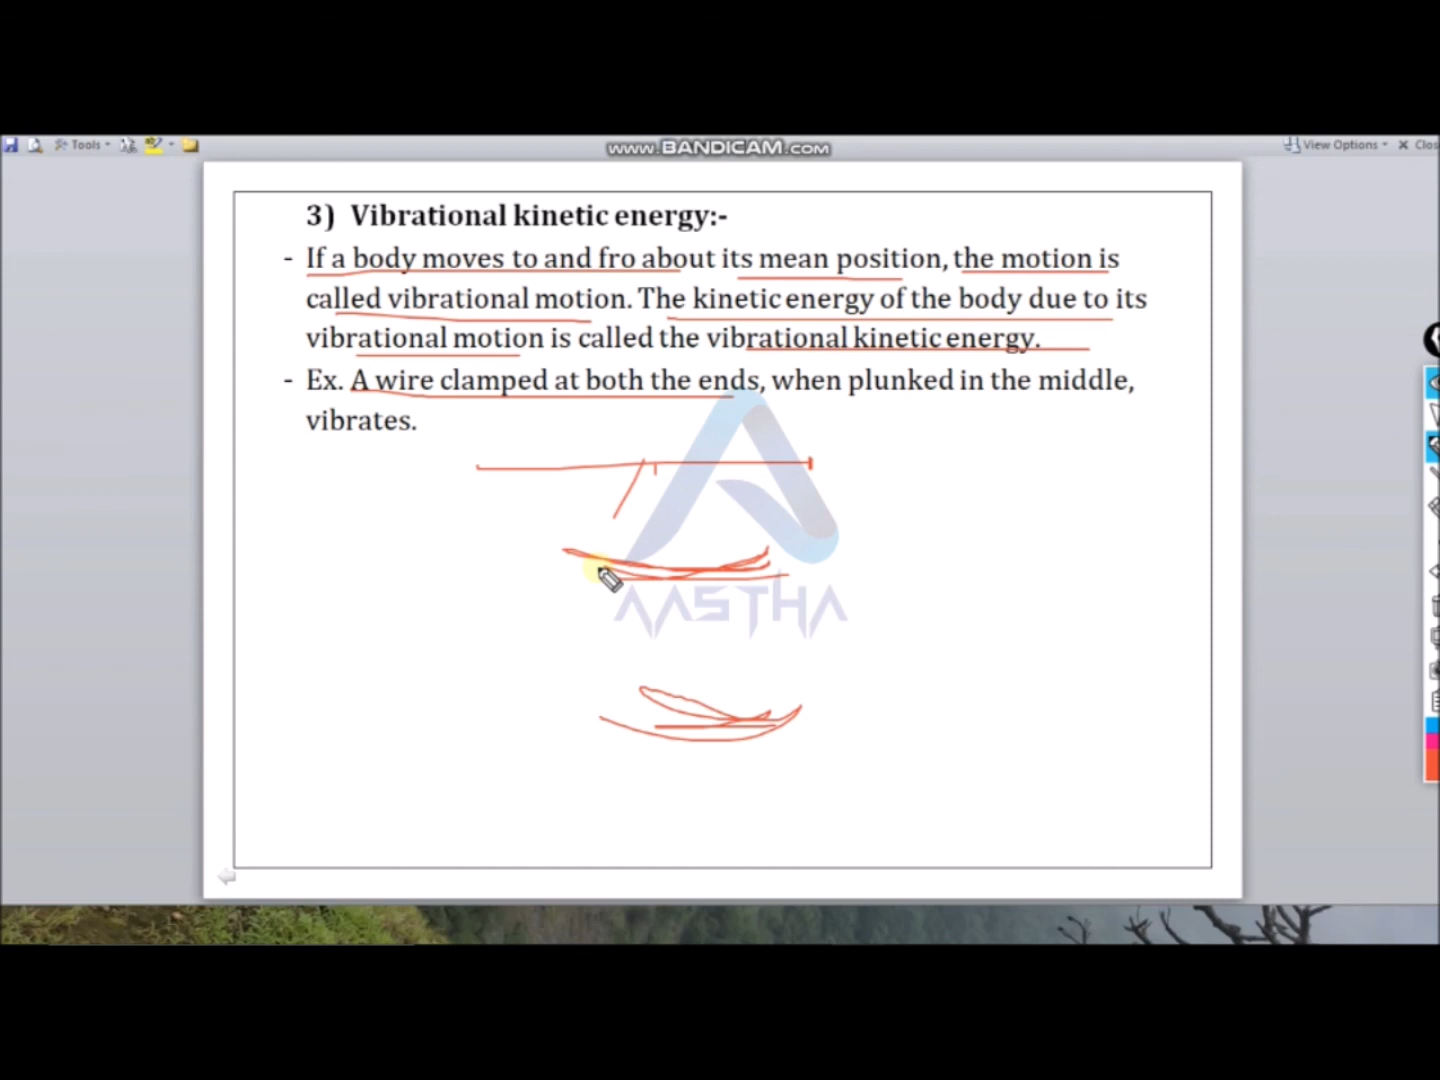 Tools
www.BANDICAM.com
View Options
Clos
3) Vibrational kinetic energy:-
- If a body moves to and fro about its mean position, the motion is
called vibrational motion. The kinetic energy of the body due to its
vibrational motion is called the vibrational kinetic energy.
- Ex. A wire clamped at both the ends, when plunked in the middle,
vibrates.
AASTHA